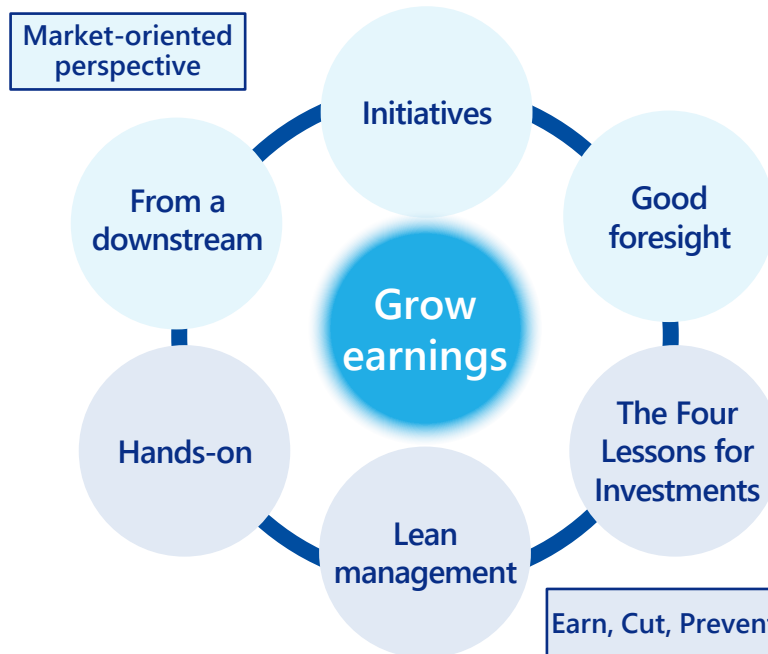 Market-oriented
perspective
Initiatives
From a
downstream
Good
foresight
Grow
earnings
Hands-on
The Four
Lessons for
Investments
Lean
management
Earn, Cut, Prevent